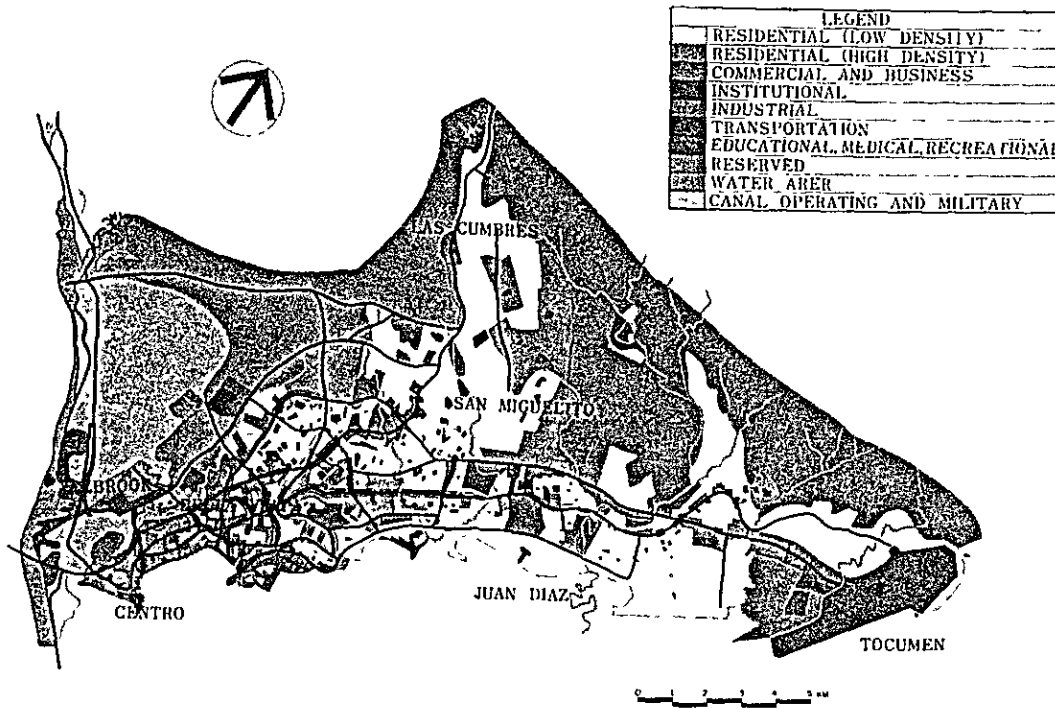 LEGEND
RESIDENTIAL (LOW DENSITY)
RESIDENTIAL (HIGH DENSITY)
COMMERCIAL AND BUSINESS
INSTITUTIONAL
INDUSTRIAL
TRANSPORTATION
EDUCATIONAL, MEDICAL, RECREATIONAL
RESERVED
WATER ARER
CANAL OPERATING AND MILITARY
LAS CUMBRES
SAN MIGUELITO
CENTRO
JUAN DIAZ
TOCUMEN
0 1 2 3 4 5 KM